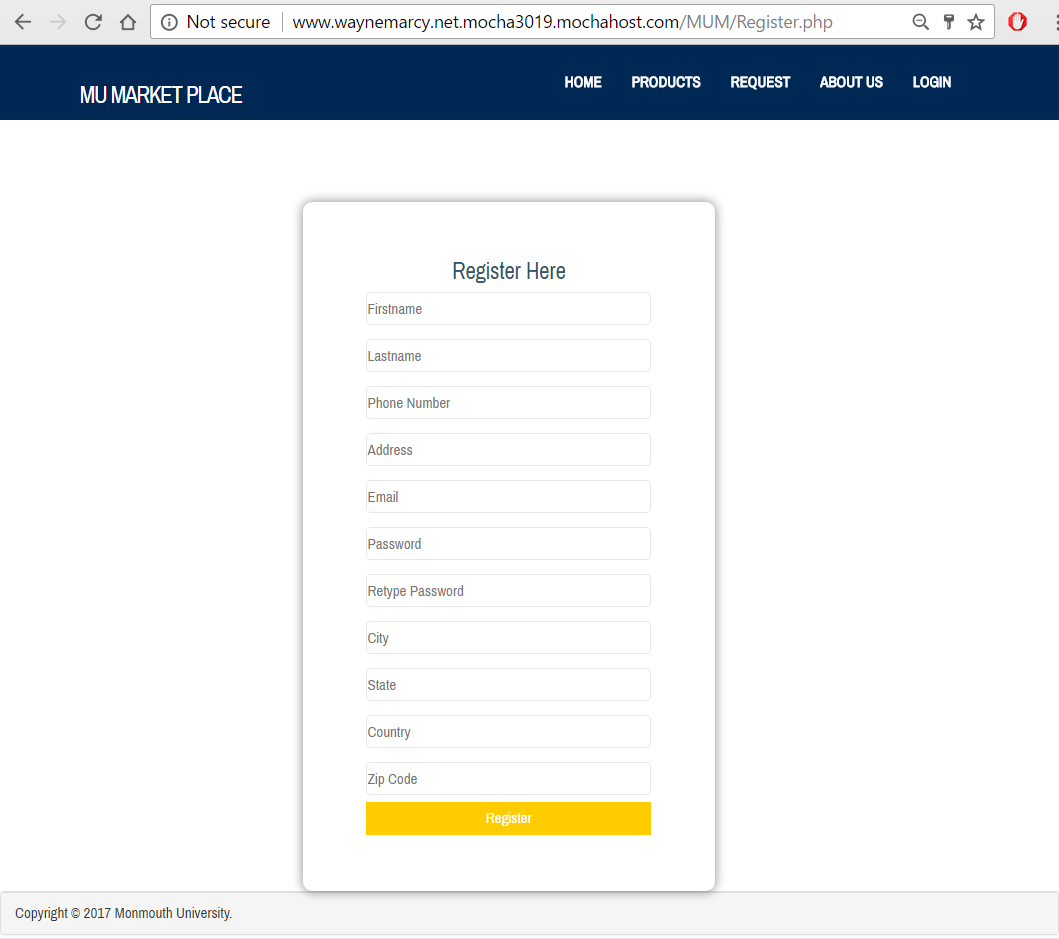 Not secure www.waynemarcy.net.mocha3019.mochahost.com/MUM/Register.php
MU MARKET PLACE HOME PRODUCTS REQUEST ABOUT US LOGIN
Register Here
Firstname
Lastname
Phone Number
Address
Email
Password
Retype Password
City
State
Country
Zip Code
Register
Copyright © 2017 Monmouth University.